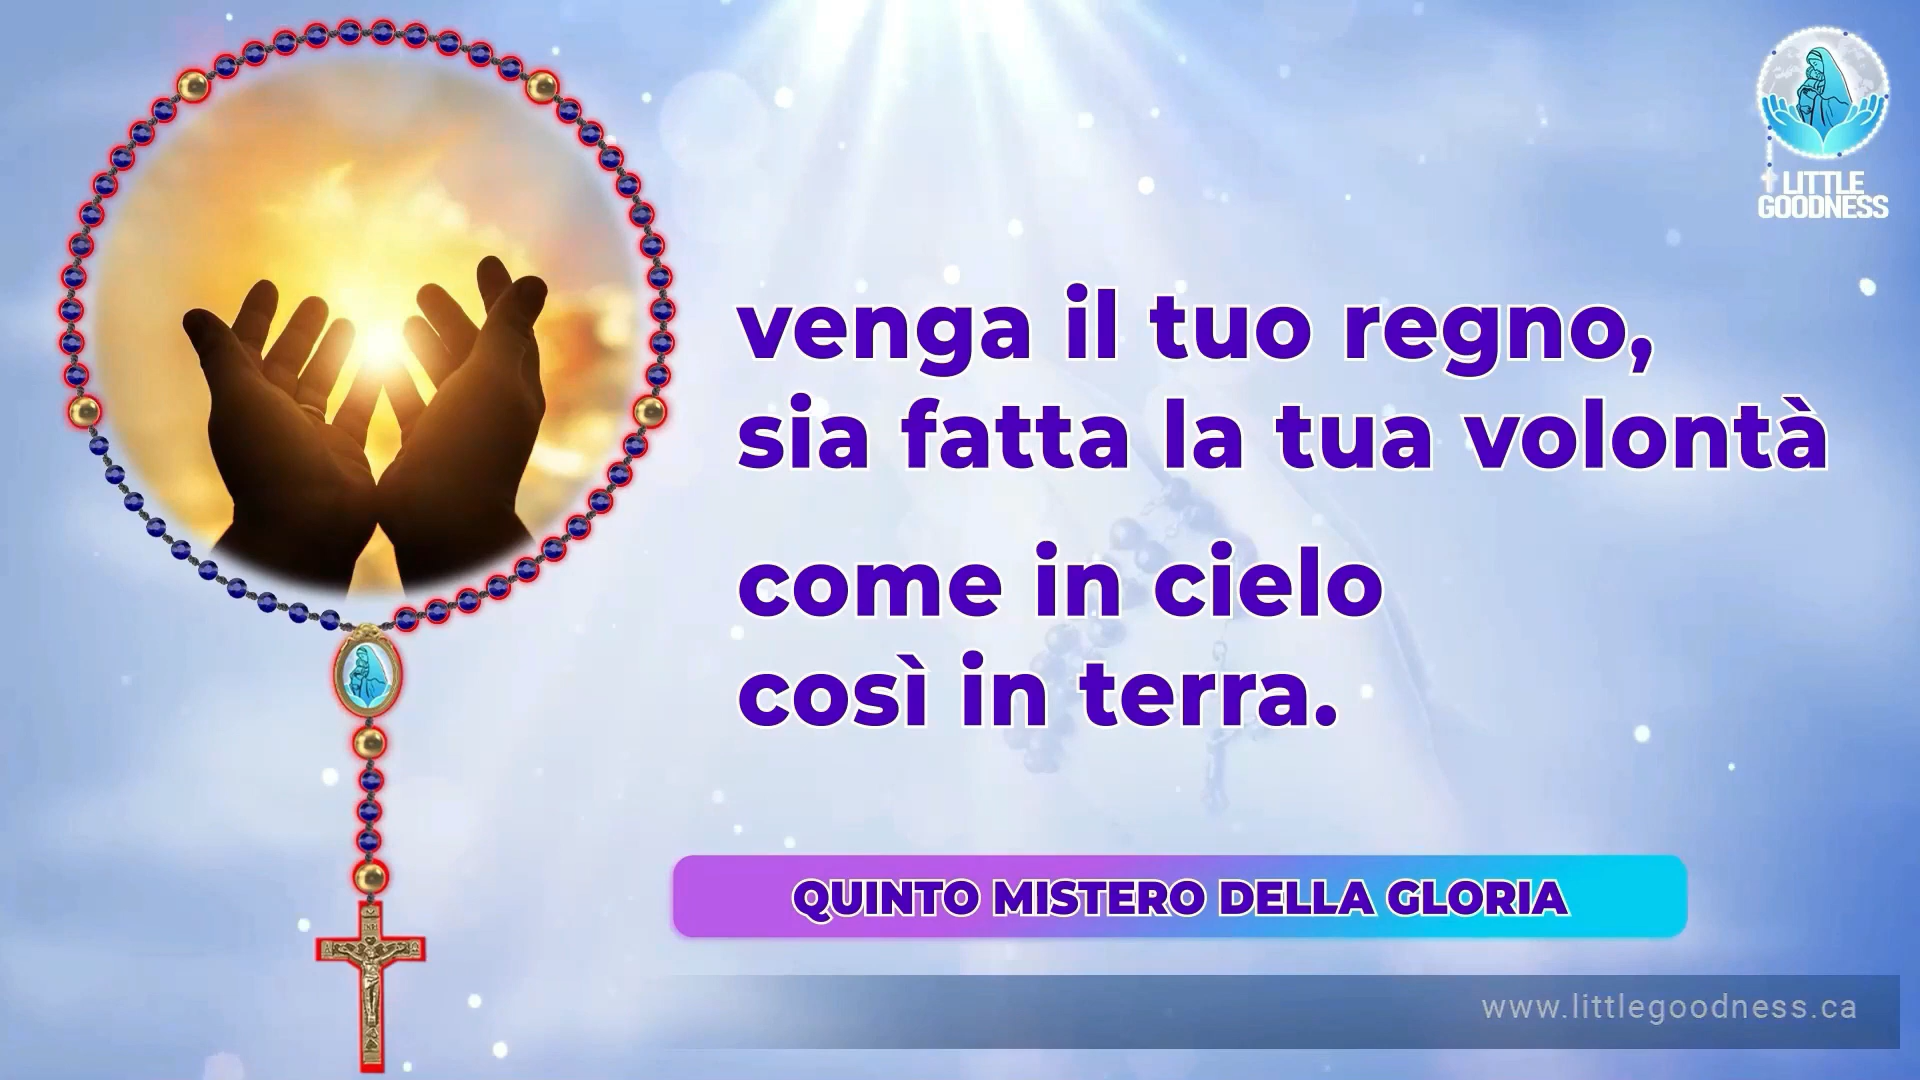 LITTLE
GOODNESS
venga il tuo regno,
sia fatta la tua volontà
come in cielo
così in terra.
QUINTO MISTERO DELLA GLORIA
www.littlegoodness.ca